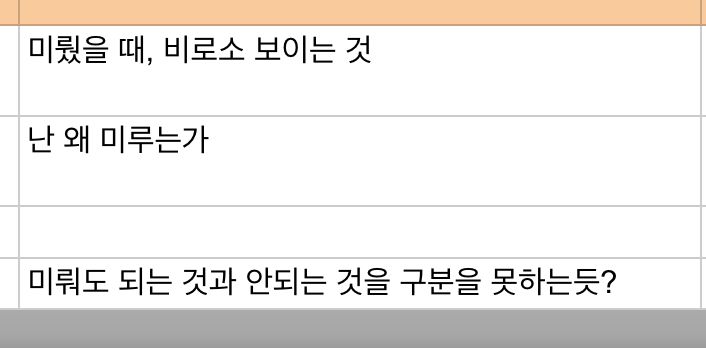 미뤘을 때, 비로소 보이는 것
난 왜 미루는가
미뤄도 되는 것과 안되는 것을 구분을 못하는듯?